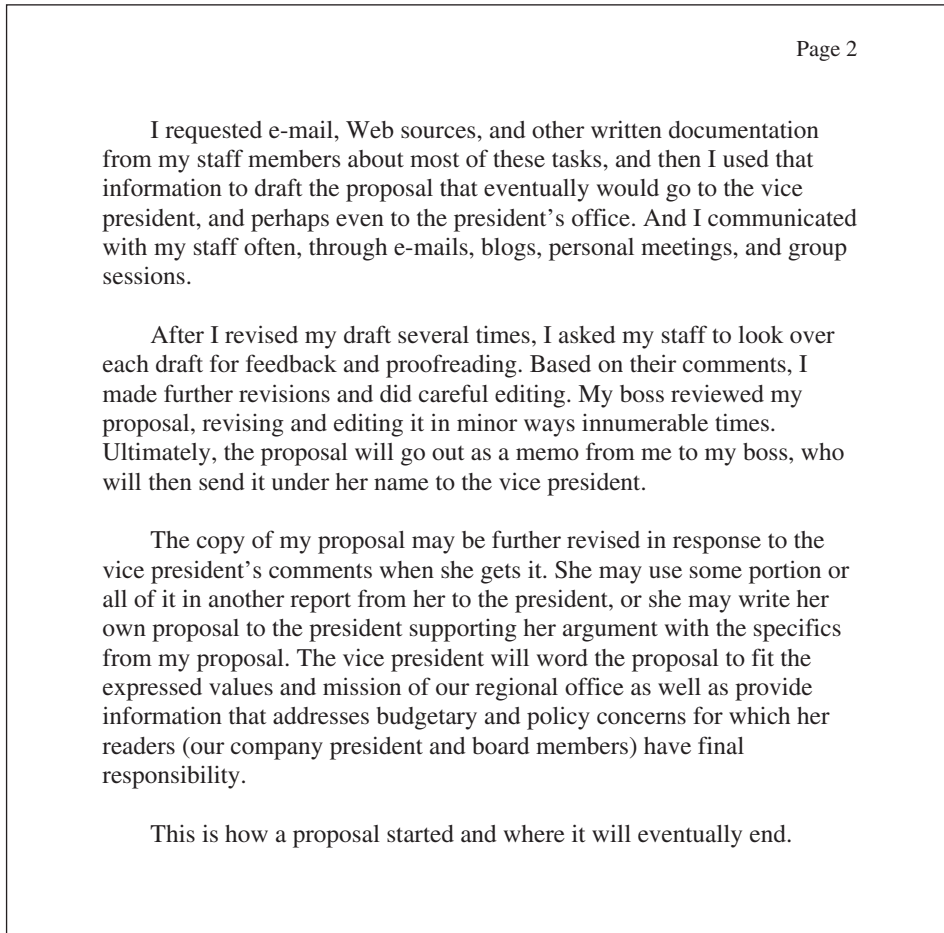 Page 2
I requested e-mail, Web sources, and other written documentation
from my staff members about most of these tasks, and then I used that
information to draft the proposal that eventually would go to the vice
president, and perhaps even to the president’s office. And I communicated
with my staff often, through e-mails, blogs, personal meetings, and group
sessions.
After I revised my draft several times, I asked my staff to look over
each draft for feedback and proofreading. Based on their comments, I
made further revisions and did careful editing. My boss reviewed my
proposal, revising and editing it in minor ways innumerable times.
Ultimately, the proposal will go out as a memo from me to my boss, who
will then send it under her name to the vice president.
The copy of my proposal may be further revised in response to the
vice president’s comments when she gets it. She may use some portion or
all of it in another report from her to the president, or she may write her
own proposal to the president supporting her argument with the specifics
from my proposal. The vice president will word the proposal to fit the
expressed values and mission of our regional office as well as provide
information that addresses budgetary and policy concerns for which her
readers (our company president and board members) have final
responsibility.
This is how a proposal started and where it will eventually end.